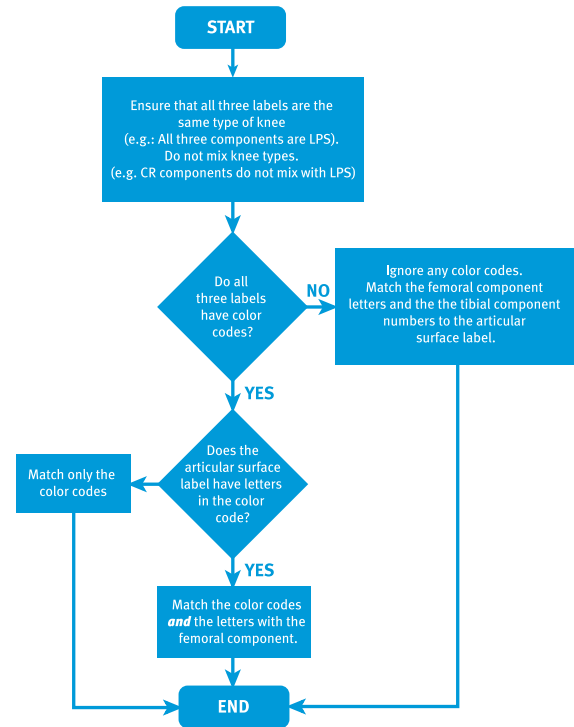 START
Ensure that all three labels are the
same type of knee
(e.g.: All three components are LPS).
Do not mix knee types.
(e.g. CR components do not mix with LPS)
Do all
three labels
have color
codes?
NO
Ignore any color codes.
Match the femoral component
letters and the the tibial component
numbers to the articular
surface label.
YES
Does the
articular surface
label have letters
in the color
code?
Match only the
color codes
YES
Match the color codes
and the letters with the
femoral component.
END